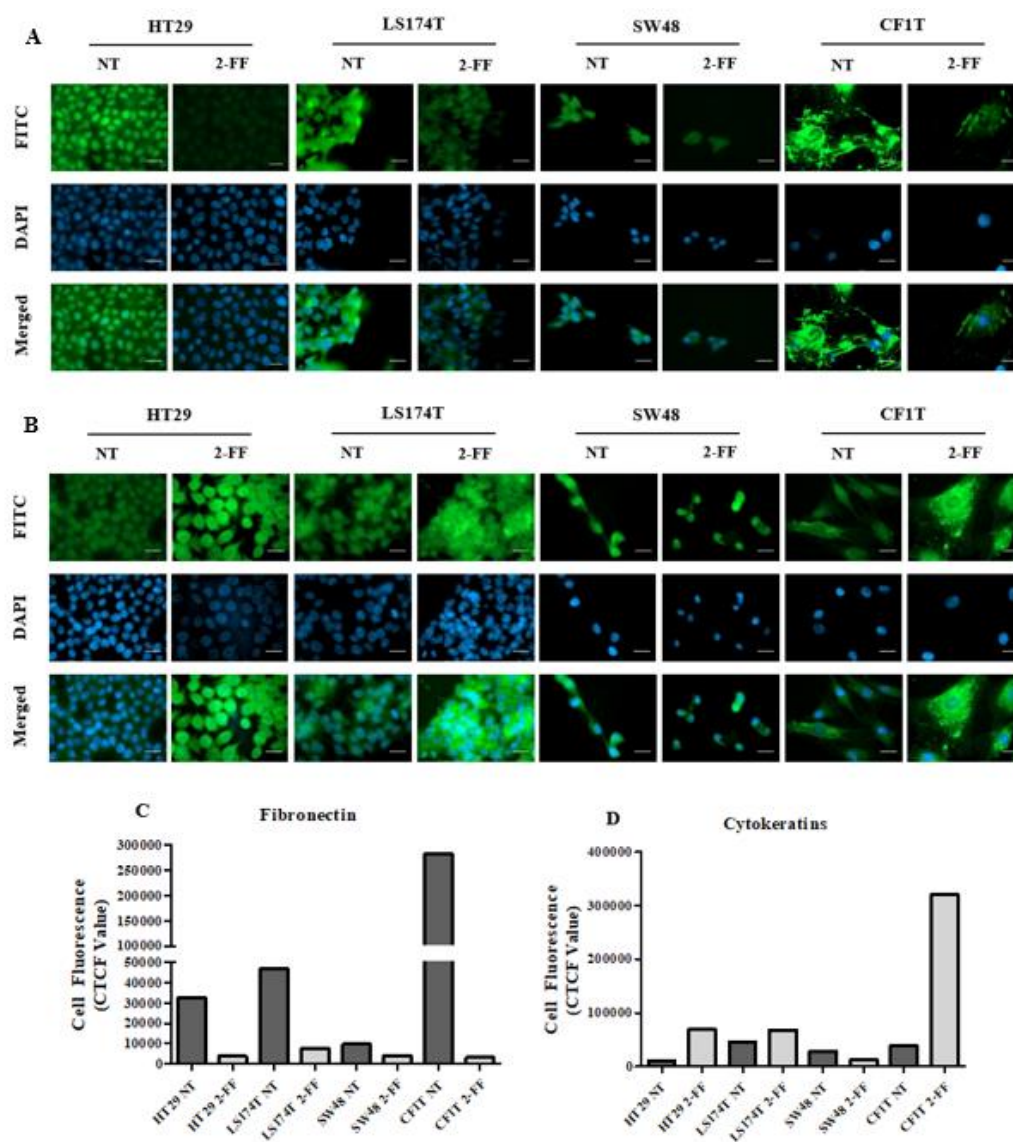 A
HT29 LS174T SW48 CF1T
NT 2-FF NT 2-FF NT 2-FF NT 2-FF
FITC
DAPI
Merged
B
HT29 LS174T SW48 CF1T
NT 2-FF NT 2-FF NT 2-FF NT 2-FF
FITC
DAPI
Merged
C
Fibronectin
Cell Fluorescence
(CTCF Value)
300000
250000
200000
150000
100000
50000
40000
30000
20000
10000
0
HT29 NT
HT29 2-FF
LS174T NT
LS174T 2-FF
SW48 NT
SW48 2-FF
CF1T NT
CF1T 2-FF
D
Cytokeratins
Cell Fluorescence
(CTCF Value)
400000
300000
200000
100000
0
HT29 NT
HT29 2-FF
LS174T NT
LS174T 2-FF
SW48 NT
SW48 2-FF
CF1T NT
CF1T 2-FF